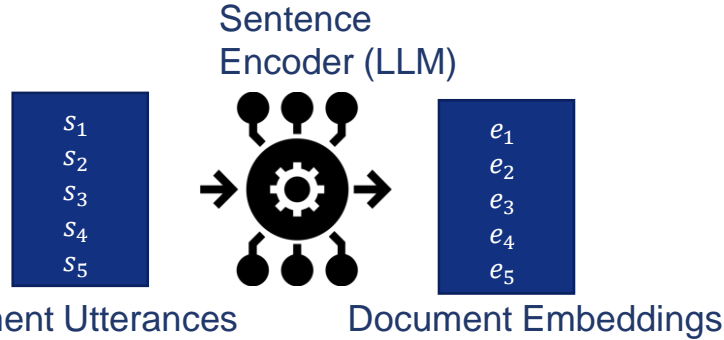 Sentence
Encoder (LLM)
s₁
s₂
s₃
s₄
s₅
e₁
e₂
e₃
e₄
e₅
Utterances
Document Embeddings